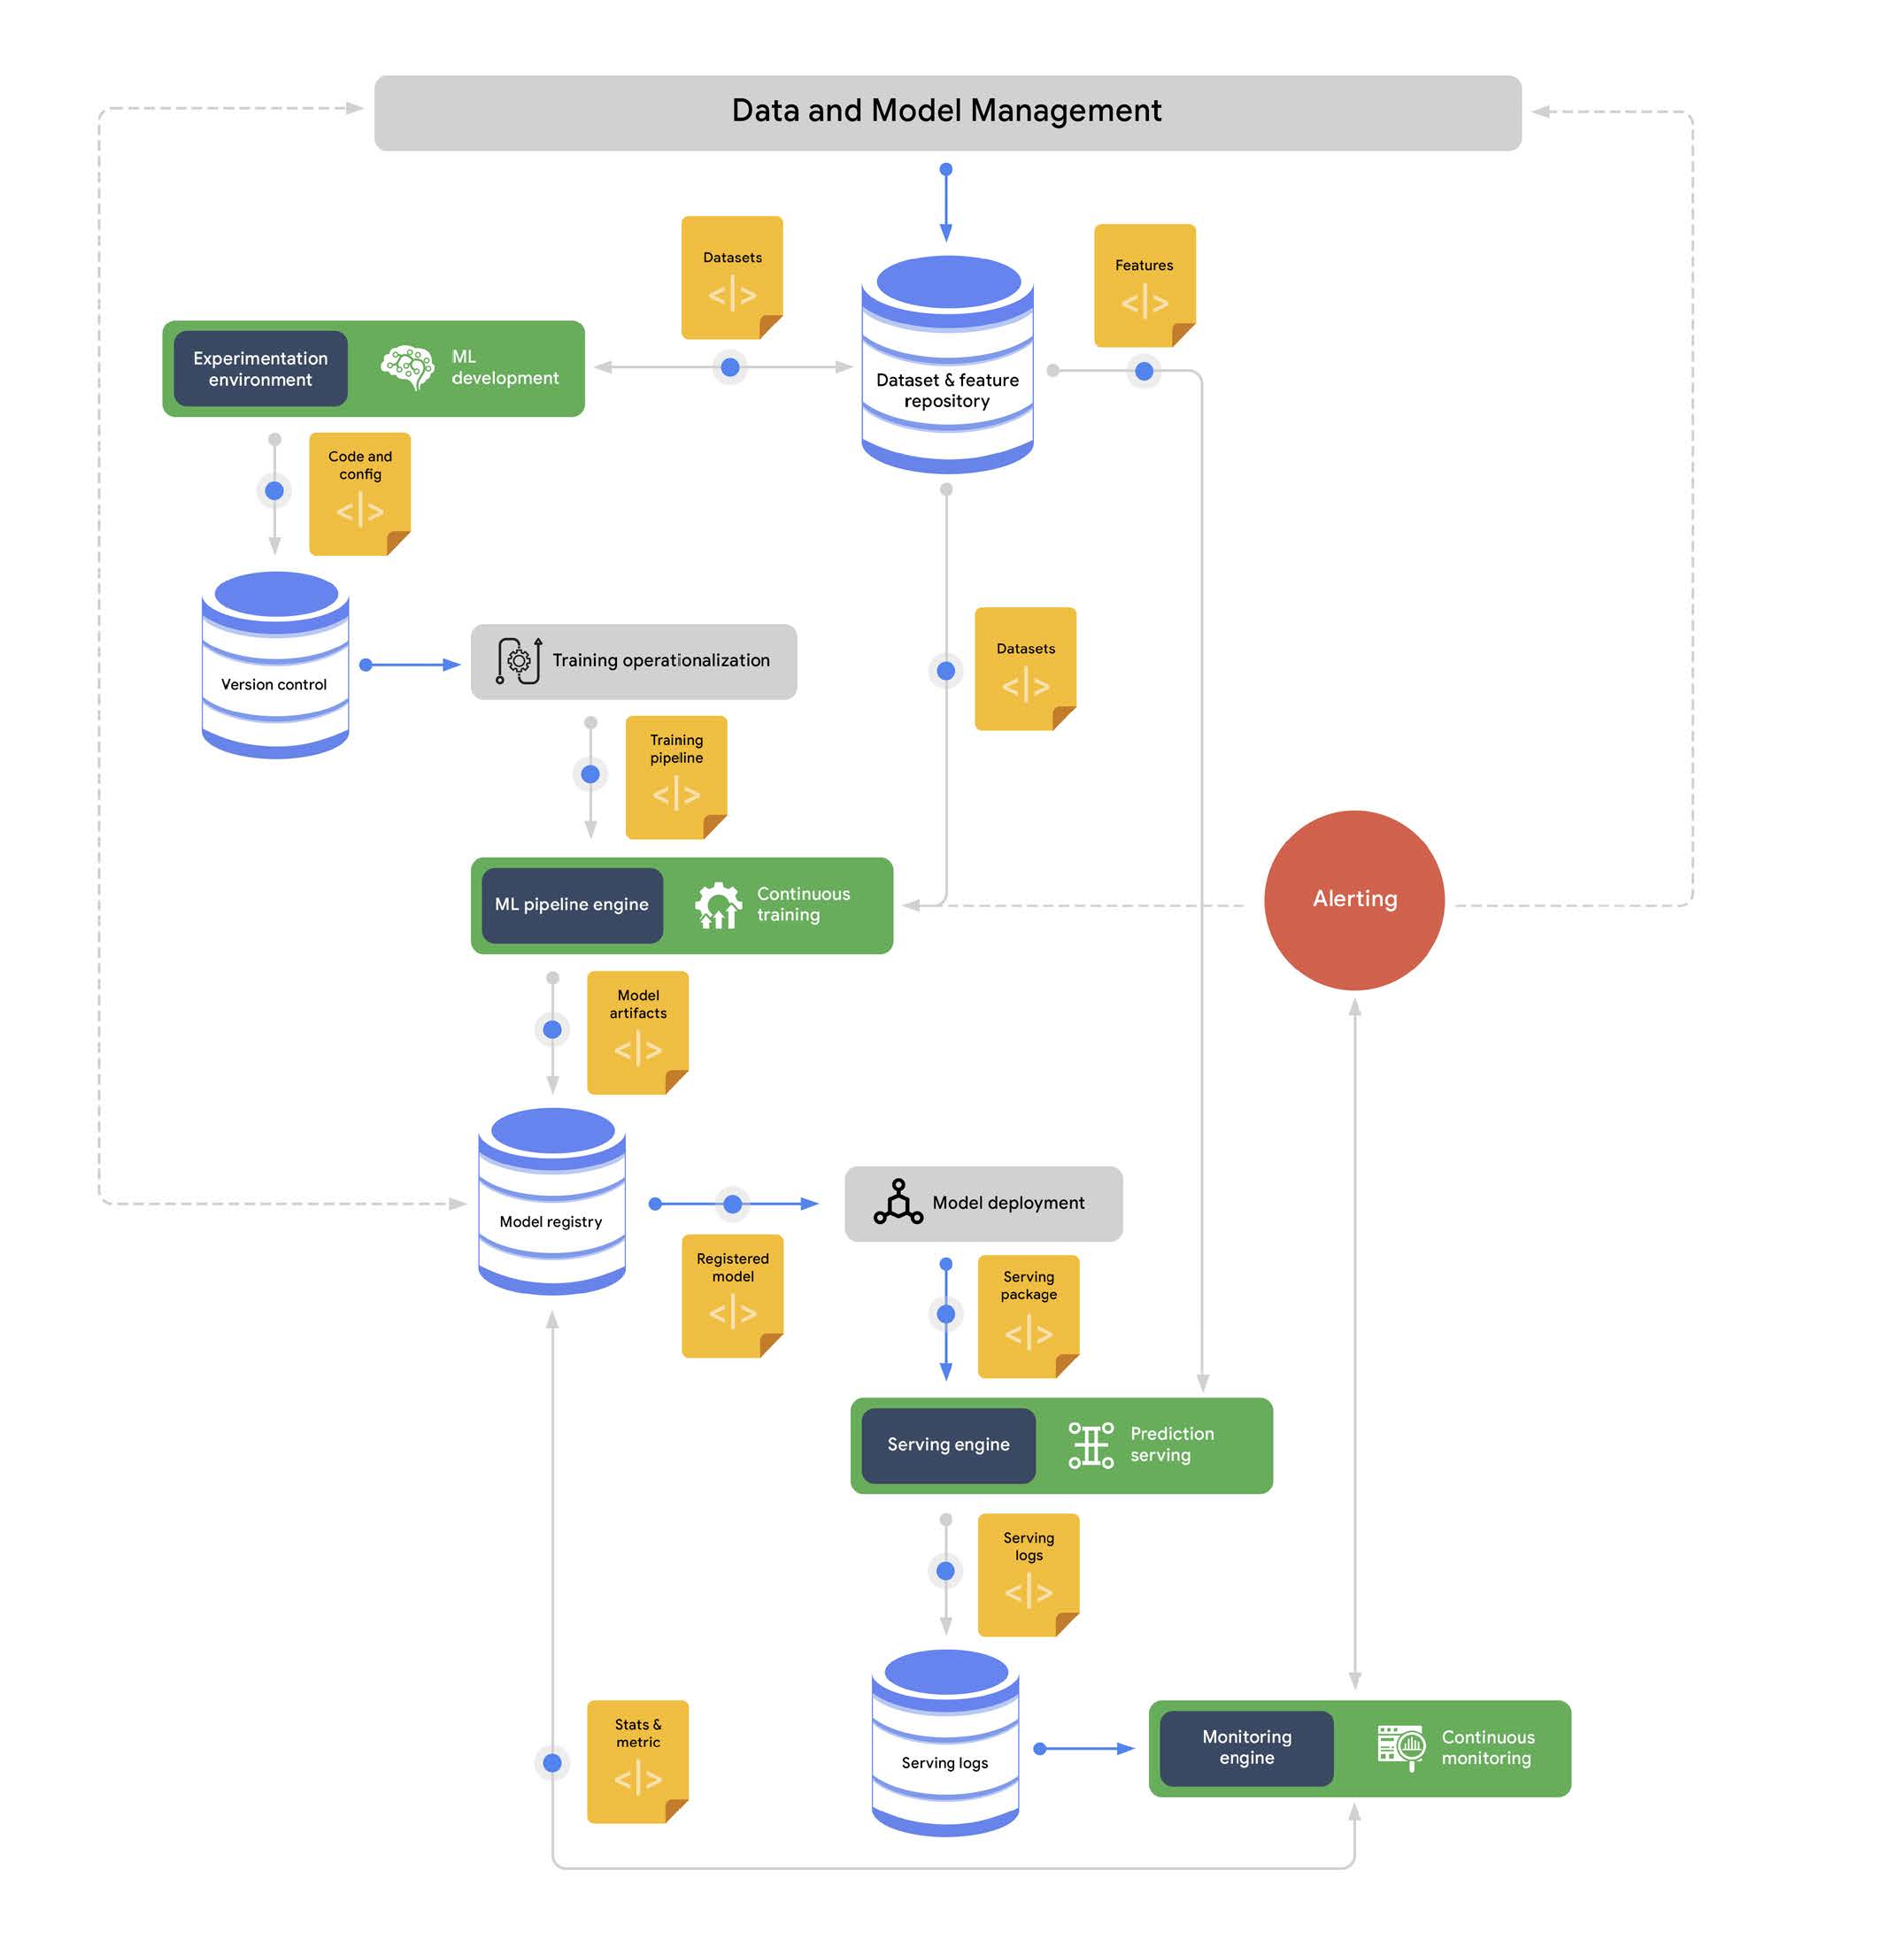 Data and Model Management
Datasets
</>
Features
</>
Experimentation
environment
ML
development
Dataset & feature
repository
Code and
config
</>
Version control
Training operationalization
Datasets
</>
Training
pipeline
</>
ML pipeline engine
Continuous
training
Alerting
Model
artifacts
</>
Model registry
Model deployment
Registered
model
</>
Serving
package
</>
Serving engine
Prediction
serving
Serving
logs
</>
Stats &
metric
</>
Serving logs
Monitoring
engine
Continuous
monitoring